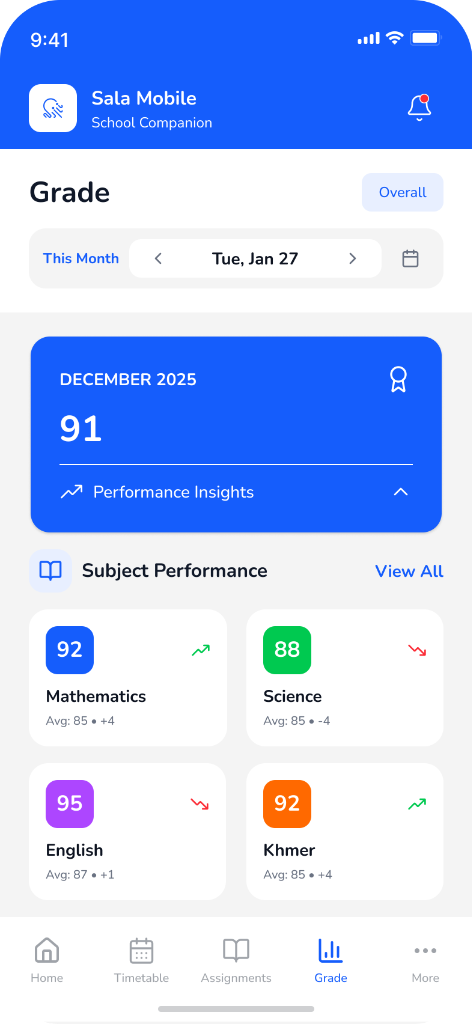 9:41
Sala Mobile
School Companion
Grade
Overall
This Month
Tue, Jan 27
DECEMBER 2025
91
Performance Insights
Subject Performance
View All
92
Mathematics
Avg: 85 • +4
88
Science
Avg: 85 • -4
95
English
Avg: 87 • +1
92
Khmer
Avg: 85 • +4
Home
Timetable
Assignments
Grade
More